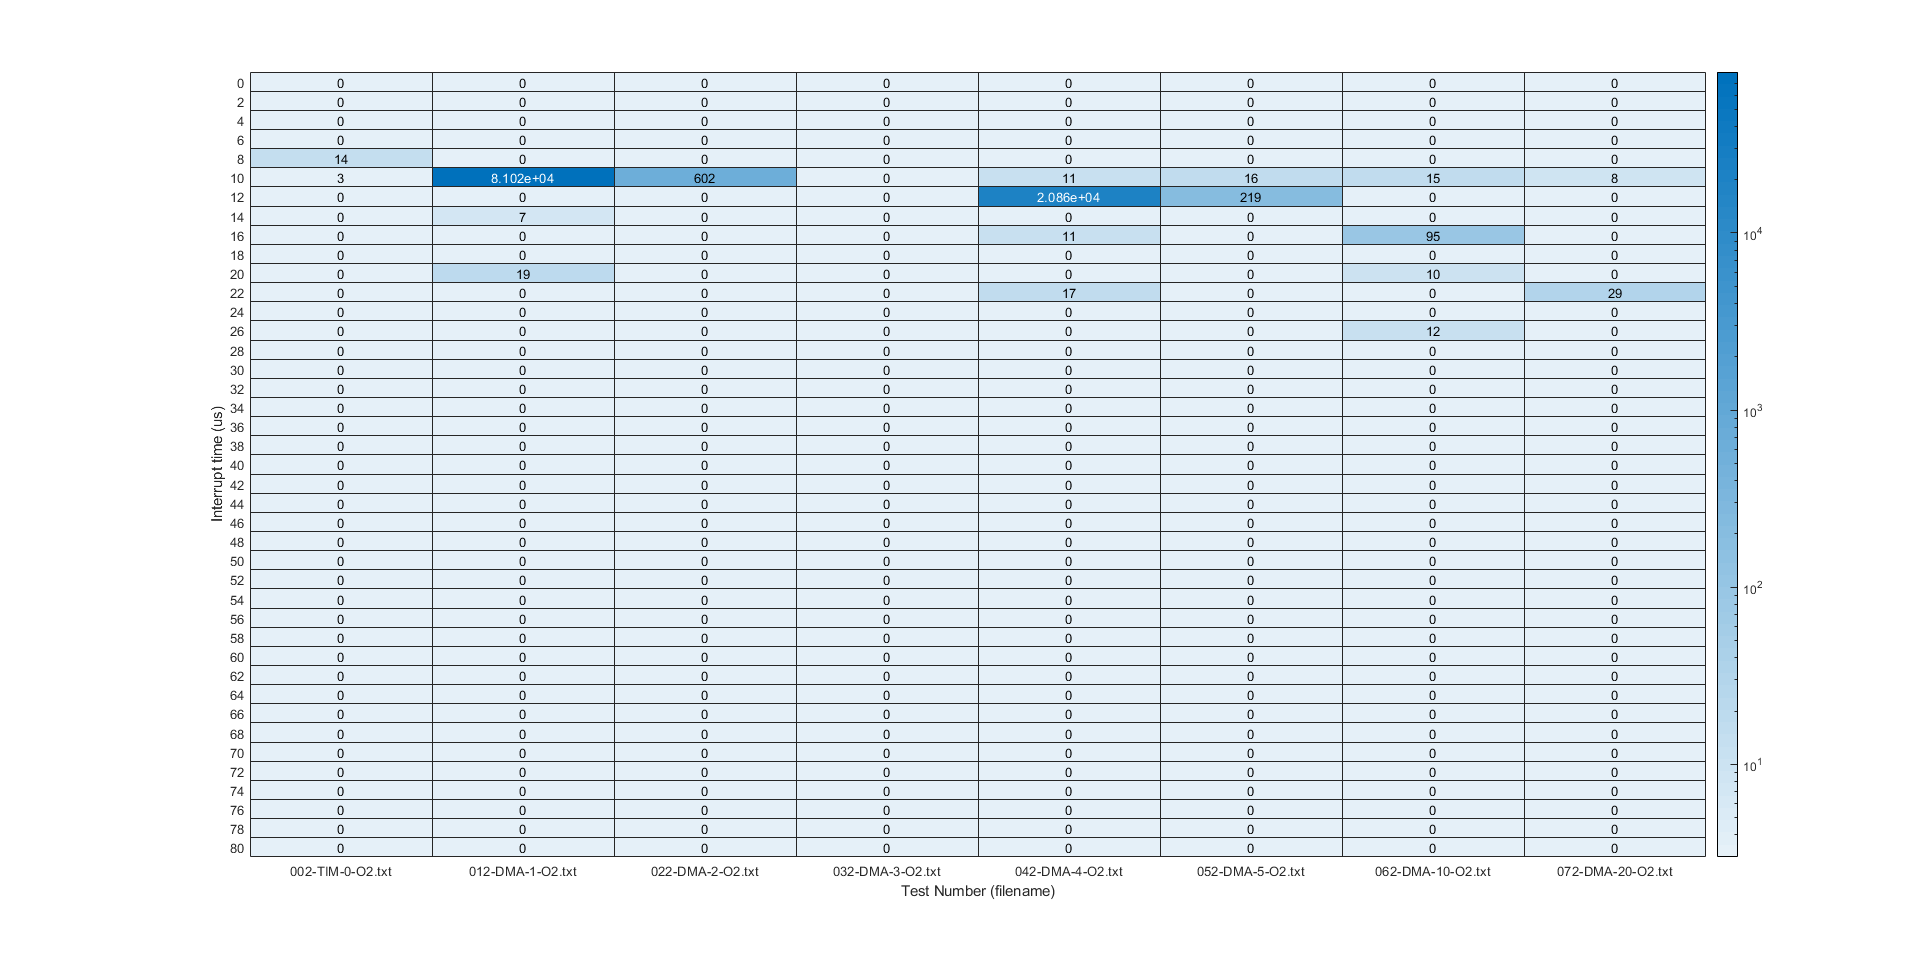 0 0 0 0 0 0 0 0 0
2 0 0 0 0 0 0 0 0
4 0 0 0 0 0 0 0 0
6 0 0 0 0 0 0 0 0
8 14 0 0 0 0 0 0 0
10 3 8.102e+04 602 0 11 16 15 8
12 0 0 0 0 2.086e+04 219 0 0
14 0 7 0 0 0 0 0 0
16 0 0 0 0 11 0 95 0
10⁴
18 0 0 0 0 0 0 0 0
20 0 19 0 0 0 0 10 0
22 0 0 0 0 17 0 0 29
24 0 0 0 0 0 0 0 0
26 0 0 0 0 0 0 12 0
28 0 0 0 0 0 0 0 0
30 0 0 0 0 0 0 0 0
32 0 0 0 0 0 0 0 0
34 0 0 0 0 0 0 0 0
10³
36 0 0 0 0 0 0 0 0
38 0 0 0 0 0 0 0 0
Interrupt time (us)
40 0 0 0 0 0 0 0 0
42 0 0 0 0 0 0 0 0
44 0 0 0 0 0 0 0 0
46 0 0 0 0 0 0 0 0
48 0 0 0 0 0 0 0 0
50 0 0 0 0 0 0 0 0
52 0 0 0 0 0 0 0 0
10²
54 0 0 0 0 0 0 0 0
56 0 0 0 0 0 0 0 0
58 0 0 0 0 0 0 0 0
60 0 0 0 0 0 0 0 0
62 0 0 0 0 0 0 0 0
64 0 0 0 0 0 0 0 0
66 0 0 0 0 0 0 0 0
68 0 0 0 0 0 0 0 0
70 0 0 0 0 0 0 0 0
10¹
72 0 0 0 0 0 0 0 0
74 0 0 0 0 0 0 0 0
76 0 0 0 0 0 0 0 0
78 0 0 0 0 0 0 0 0
80 0 0 0 0 0 0 0 0
002-TIM-0-O2.txt 012-DMA-1-O2.txt 022-DMA-2-O2.txt 032-DMA-3-O2.txt 042-DMA-4-O2.txt 052-DMA-5-O2.txt 062-DMA-10-O2.txt 072-DMA-20-O2.txt
Test Number (filename)